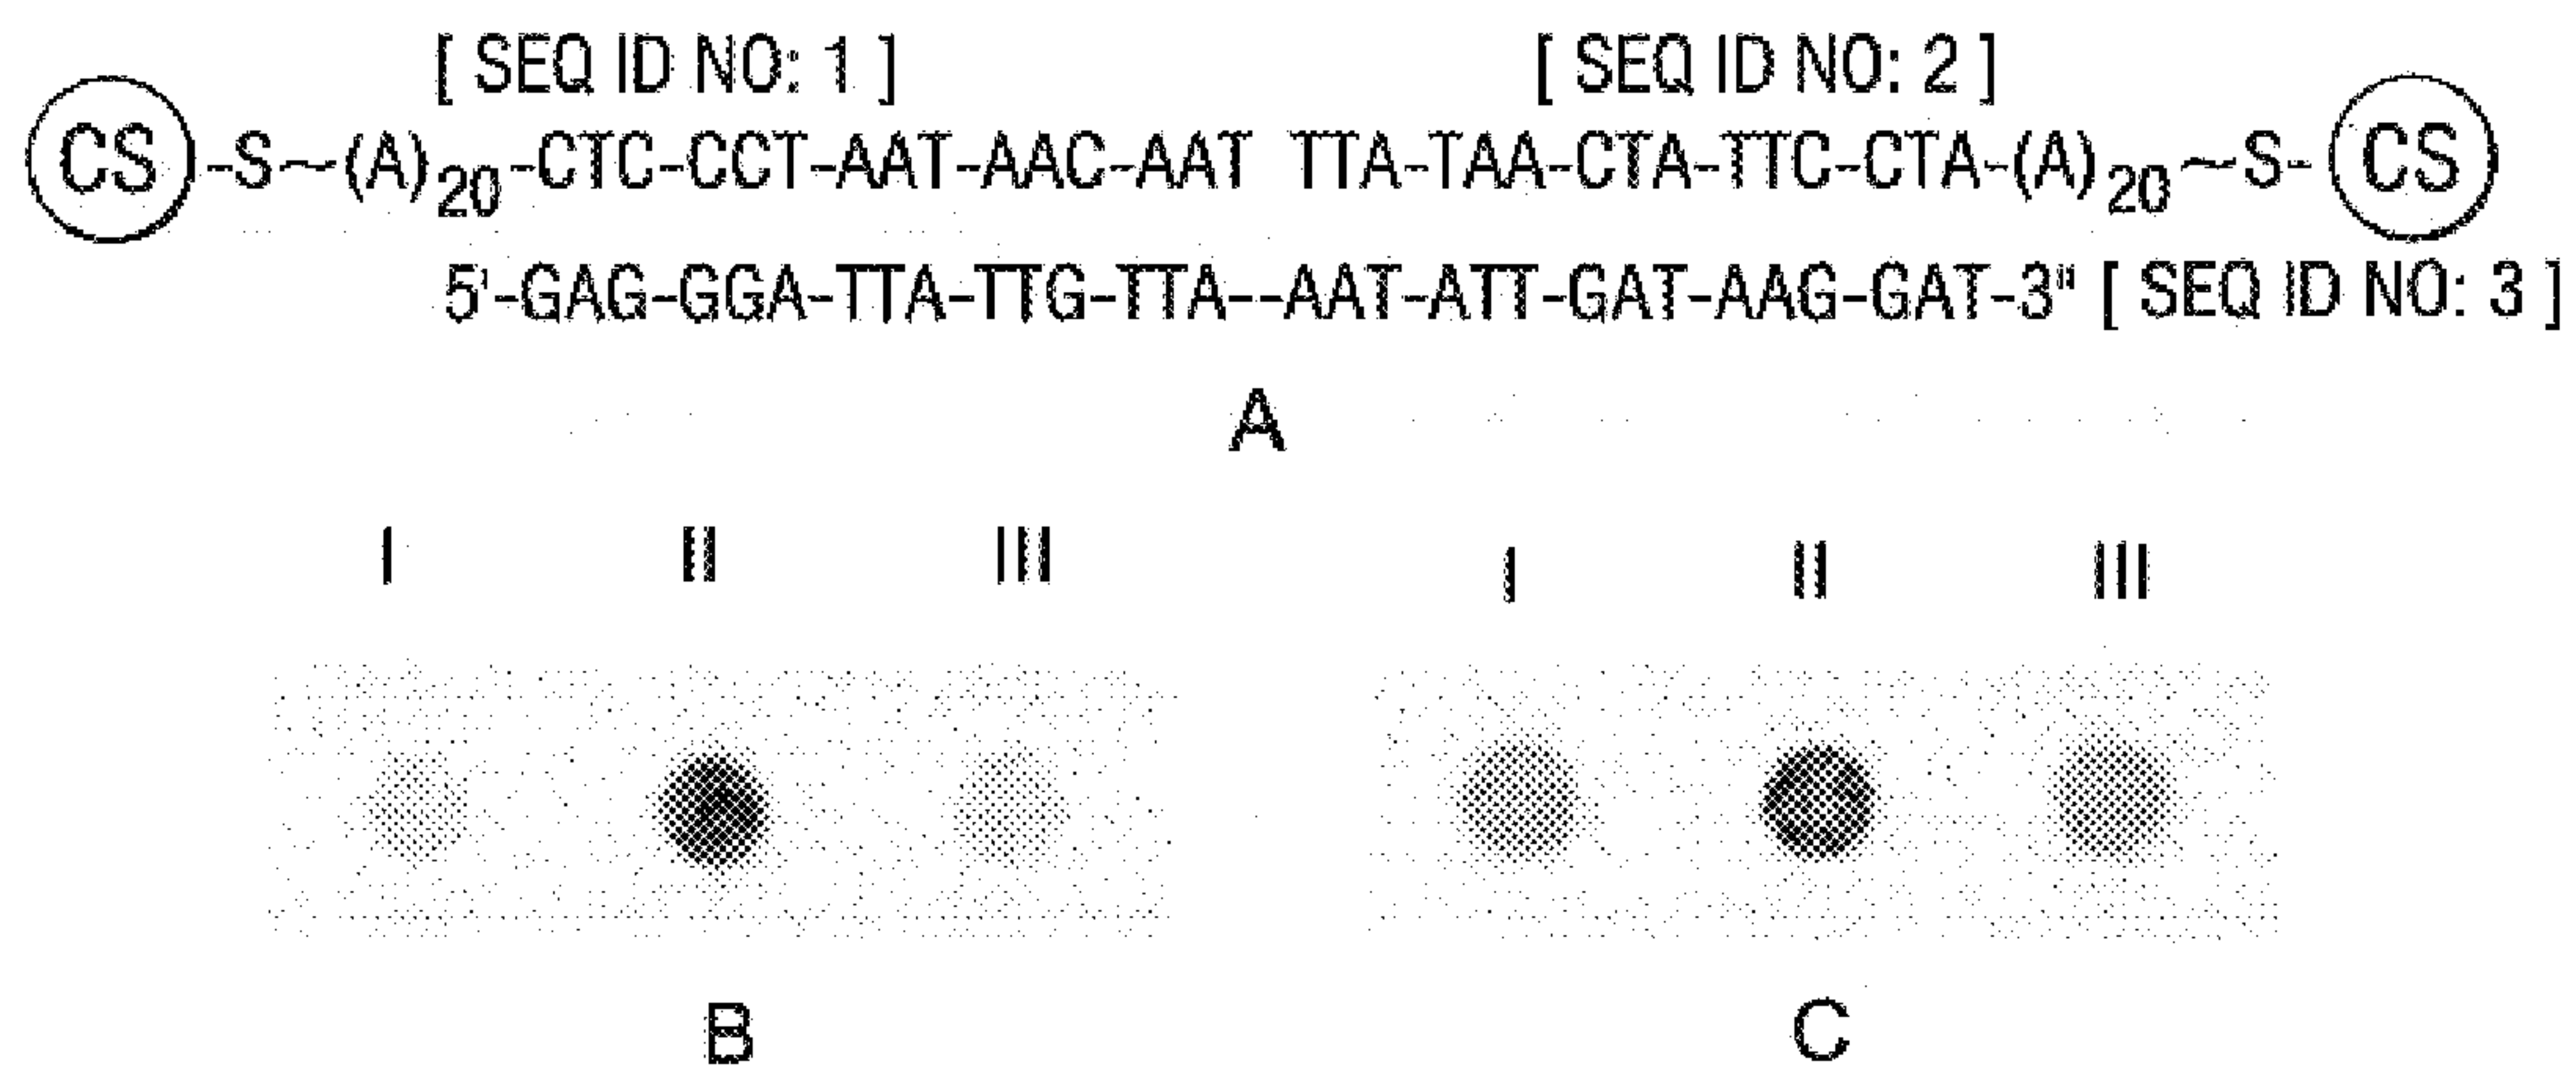 [ SEQ ID NO: 1 ] [ SEQ ID NO: 2 ]
CS -S~(A)20-CTC-CCT-AAT-AAC-AAT TTA-TAA-CTA-TTC-CTA-(A)20~S- CS
5'-GAG-GGA-TTA-TTG-TTA--AAT-ATT-GAT-AAG-GAT-3" [ SEQ ID NO: 3 ]
A
I II III I II III
B C